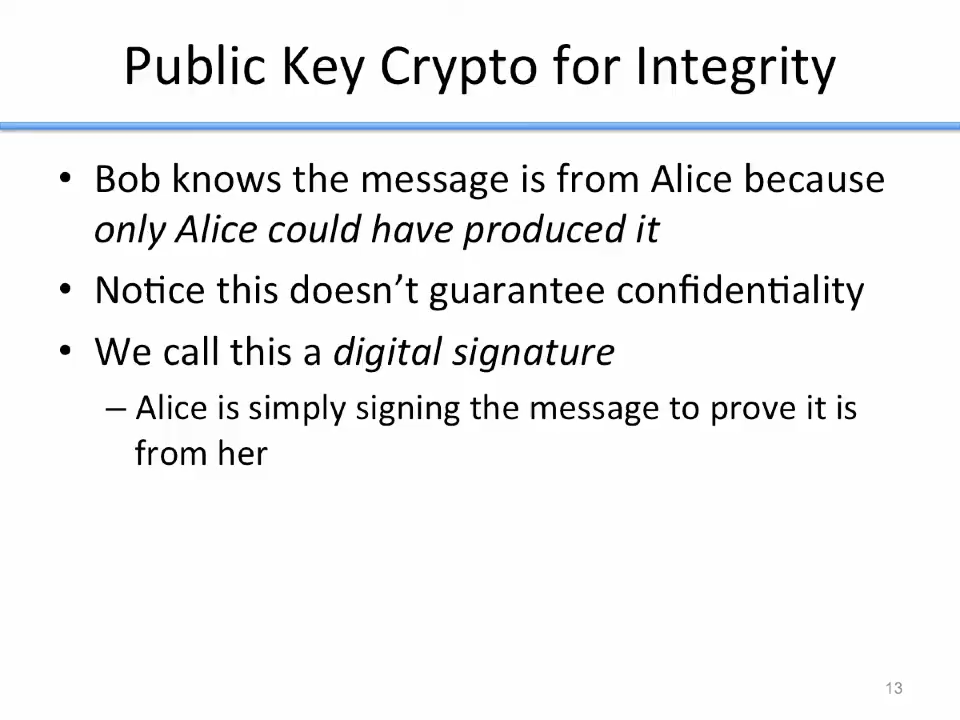 Public Key Crypto for Integrity
• Bob knows the message is from Alice because
only Alice could have produced it
• Notice this doesn’t guarantee confidentiality
• We call this a digital signature
– Alice is simply signing the message to prove it is
from her
13